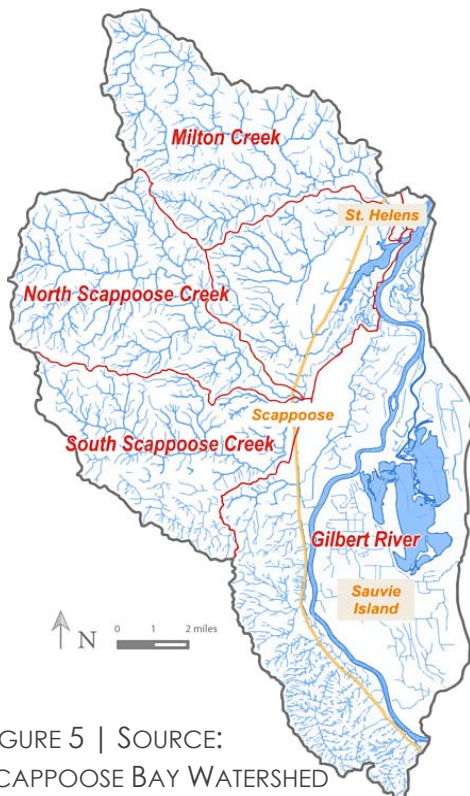 Milton Creek
St. Helens
North Scappoose Creek
Scappoose
South Scappoose Creek
Gilbert River
Sauvie
Island
N
0 1 2 miles
IGURE 5 | SOURCE:
CAPPOOSE BAY WATERSHED